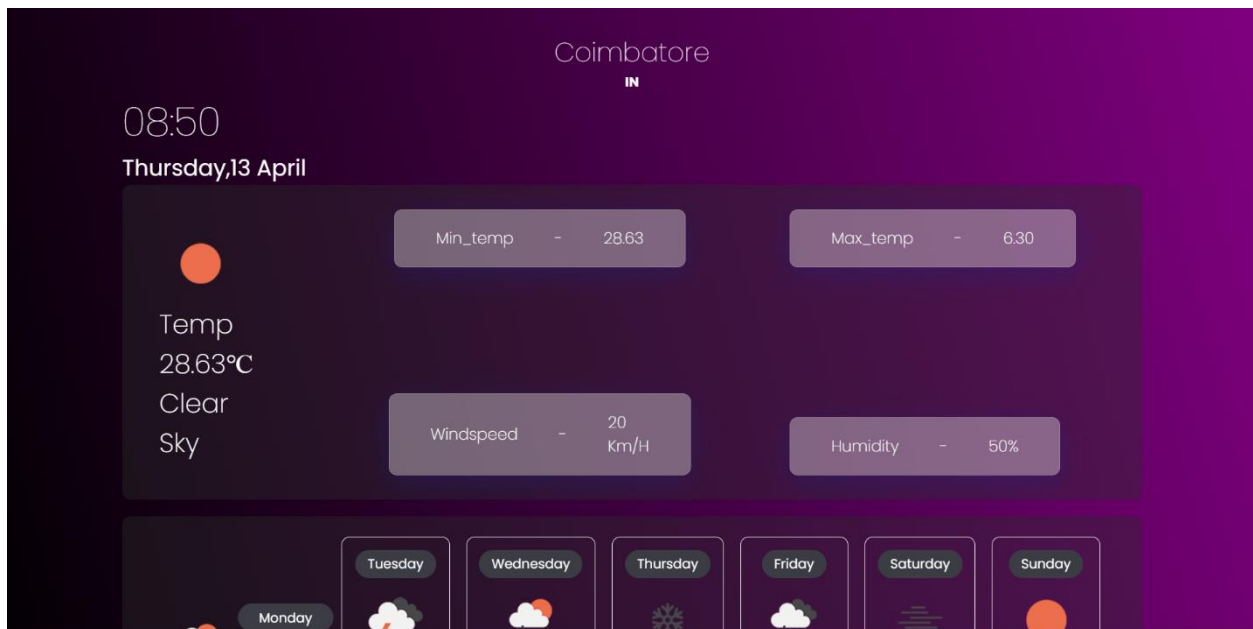 Coimbatore
IN
08:50
Thursday,13 April
Min_temp - 28.63
Max_temp - 6.30
Temp
28.63°C
Clear
Sky
Windspeed - 20
Km/H
Humidity - 50%
Monday
Tuesday
Wednesday
Thursday
Friday
Saturday
Sunday